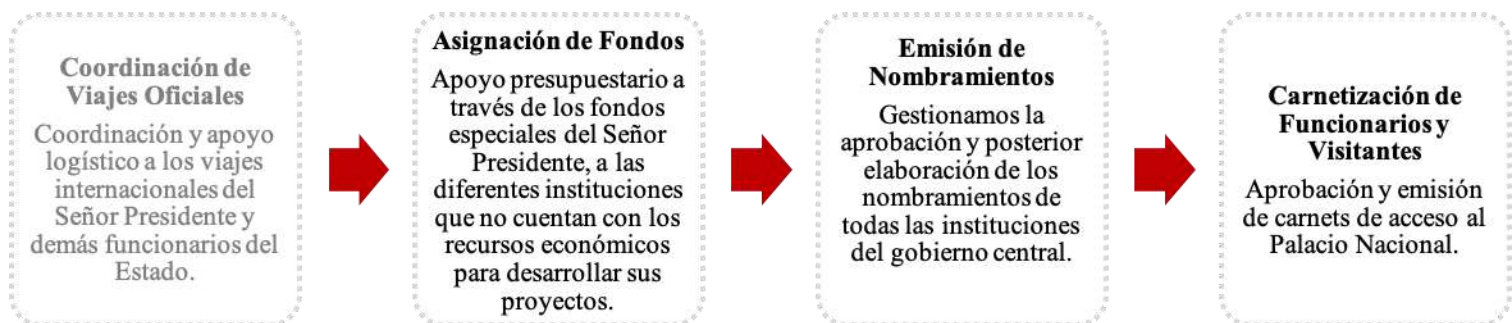 Coordinación de
Viajes Oficiales
Coordinación y apoyo
logístico a los viajes
internacionales del
Señor Presidente y
demás funcionarios del
Estado.
Asignación de Fondos
Apoyo presupuestario a
través de los fondos
especiales del Señor
Presidente, a las
diferentes instituciones
que no cuentan con los
recursos económicos
para desarrollar sus
proyectos.
Emisión de
Nombramientos
Gestionamos la
aprobación y posterior
elaboración de los
nombramientos de
todas las instituciones
del gobierno central.
Carnetización de
Funcionarios y
Visitantes
Aprobación y emisión
de carnets de acceso al
Palacio Nacional.